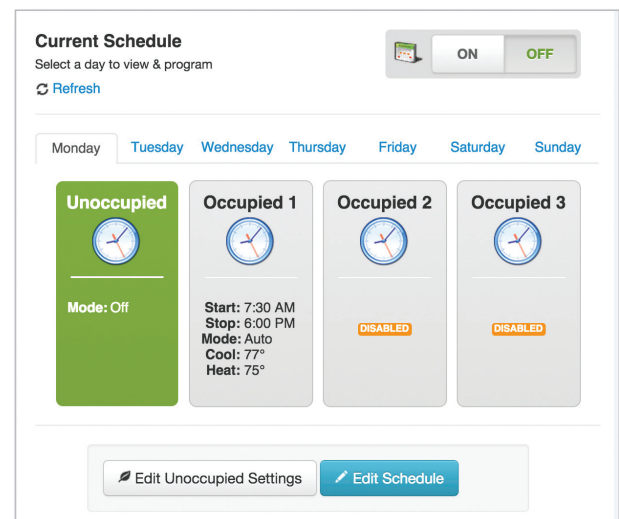 Current Schedule
Select a day to view & program
Refresh
ON OFF
Monday Tuesday Wednesday Thursday Friday Saturday Sunday
Unoccupied
Mode: Off
Occupied 1
Start: 7:30 AM
Stop: 6:00 PM
Mode: Auto
Cool: 77°
Heat: 75°
Occupied 2
DISABLED
Occupied 3
DISABLED
Edit Unoccupied Settings
Edit Schedule